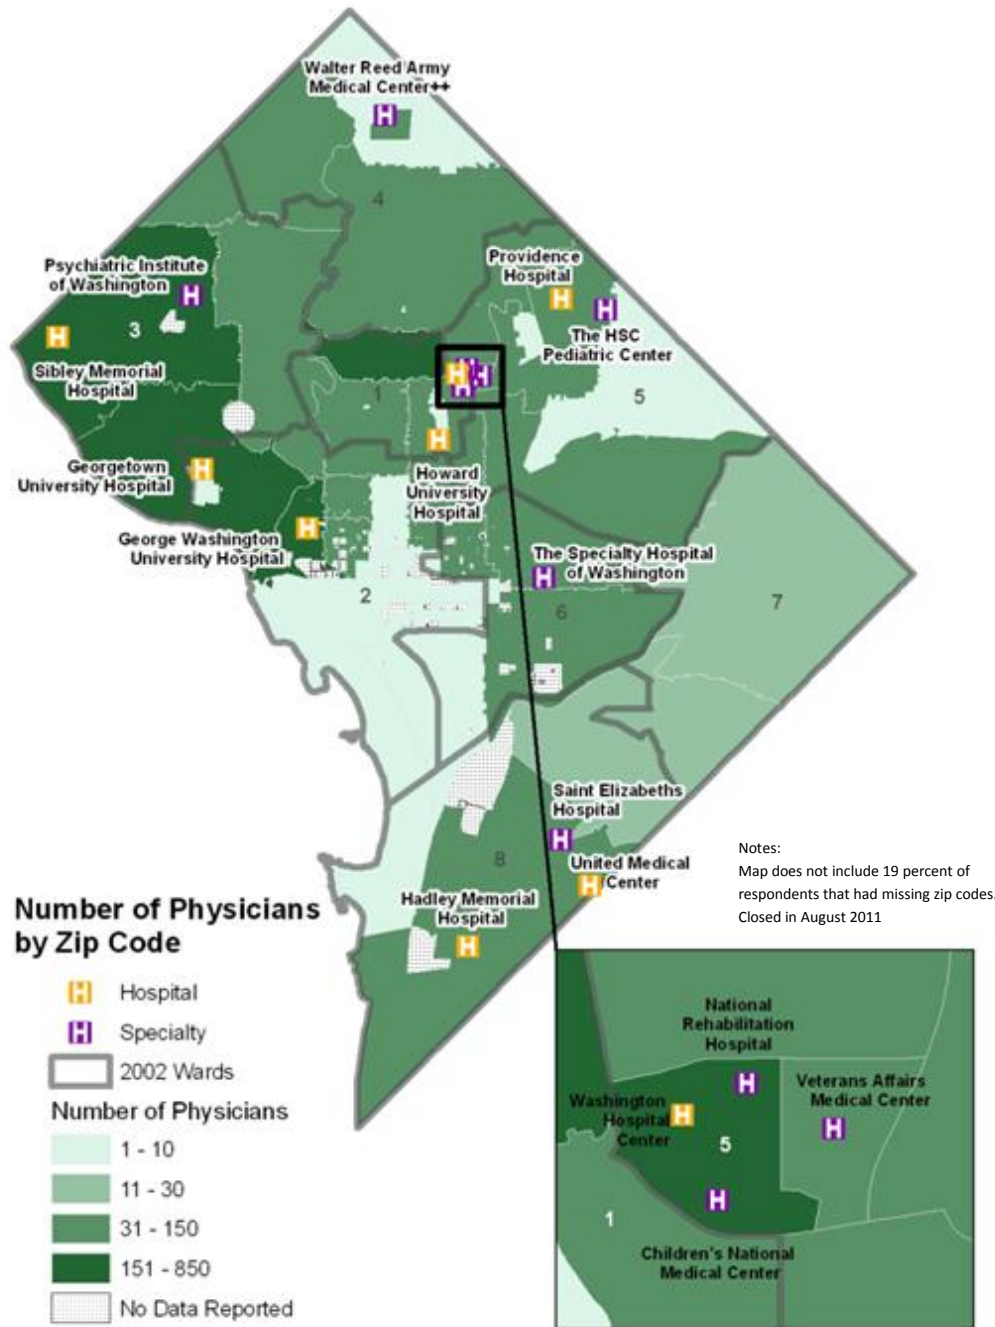 Walter Reed Army
Medical Center++
4
Providence
Hospital
Psychiatric Institute
of Washington
3
The HSC
Pediatric Center
Sibley Memorial
Hospital
1
5
Georgetown
University Hospital
Howard
University
Hospital
George Washington
University Hospital
The Specialty Hospital
of Washington
2
6
7
Saint Elizabeths
Hospital
8
United Medical
Center
Hadley Memorial
Hospital
Notes:
Map does not include 19 percent of
respondents that had missing zip codes.
Closed in August 2011
Number of Physicians
by Zip Code
H Hospital
H Specialty
2002 Wards
Number of Physicians
1 - 10
11 - 30
31 - 150
151 - 850
No Data Reported
National
Rehabilitation
Hospital
Veterans Affairs
Medical Center
Washington
Hospital
Center
5
1
Children's National
Medical Center